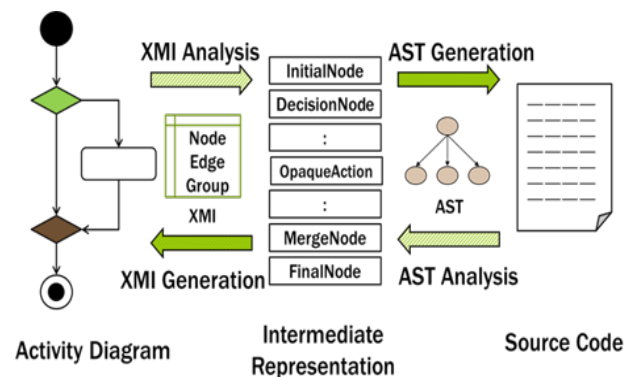 XMI Analysis
AST Generation
InitialNode
DecisionNode
:
OpaqueAction
:
MergeNode
FinalNode
Node
Edge
Group
XMI
AST
XMI Generation
AST Analysis
Activity Diagram
Intermediate
Representation
Source Code